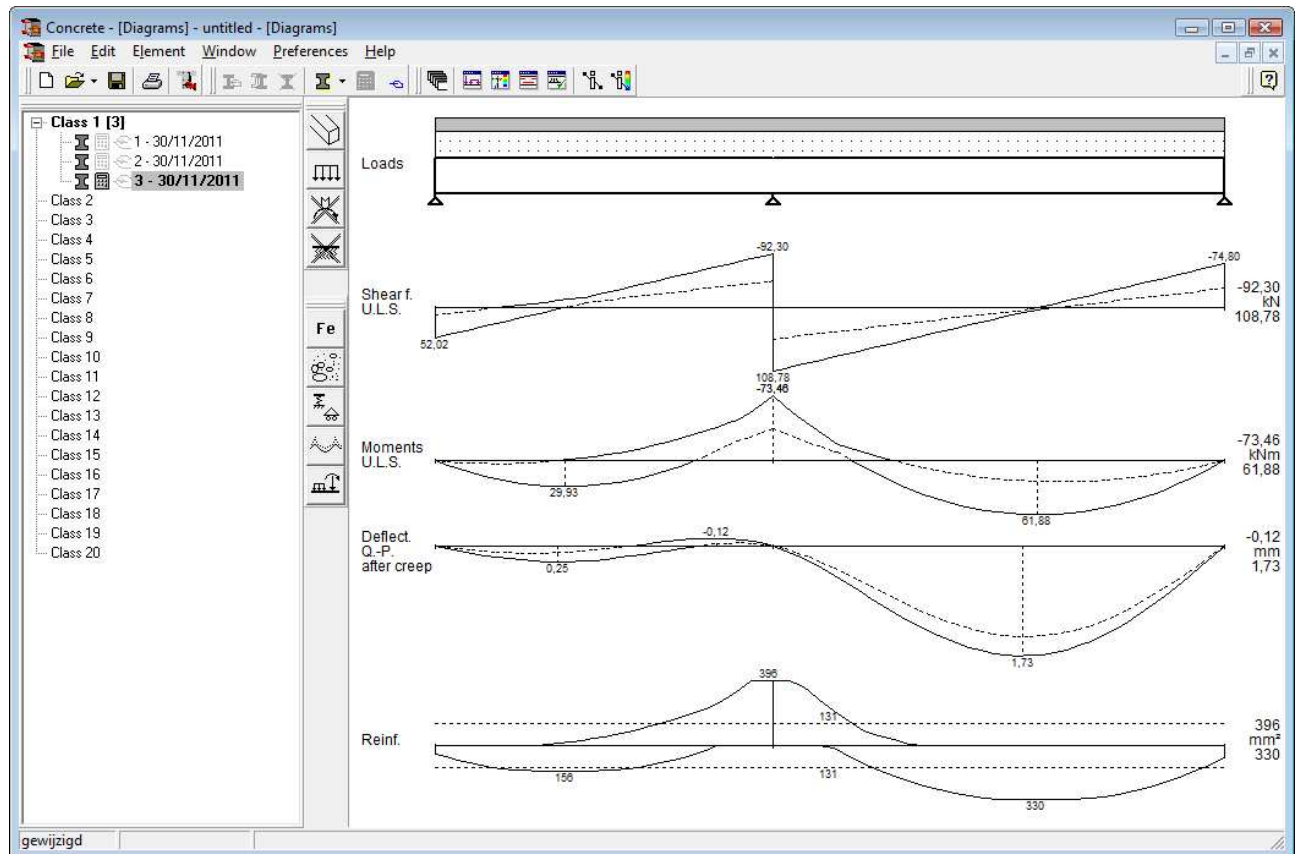 Concrete - [Diagrams] - untitled - [Diagrams]
File Edit Element Window Preferences Help
Fe
Class 1 [3]
1 - 30/11/2011
2 - 30/11/2011
3 - 30/11/2011
Class 2
Class 3
Class 4
Class 5
Class 6
Class 7
Class 8
Class 9
Class 10
Class 11
Class 12
Class 13
Class 14
Class 15
Class 16
Class 17
Class 18
Class 19
Class 20
Loads
-92,30
-74,80
Shear f.
U.L.S.
52,02
108,78
-92,30
kN
108,78
-73,46
Moments
U.L.S.
29,93
61,88
-73,46
kNm
61,88
Deflect.
Q.-P.
after creep
-0,12
0,25
1,73
-0,12
mm
1,73
396
131
Reinf.
156
131
330
396
mm²
330
gewijzigd